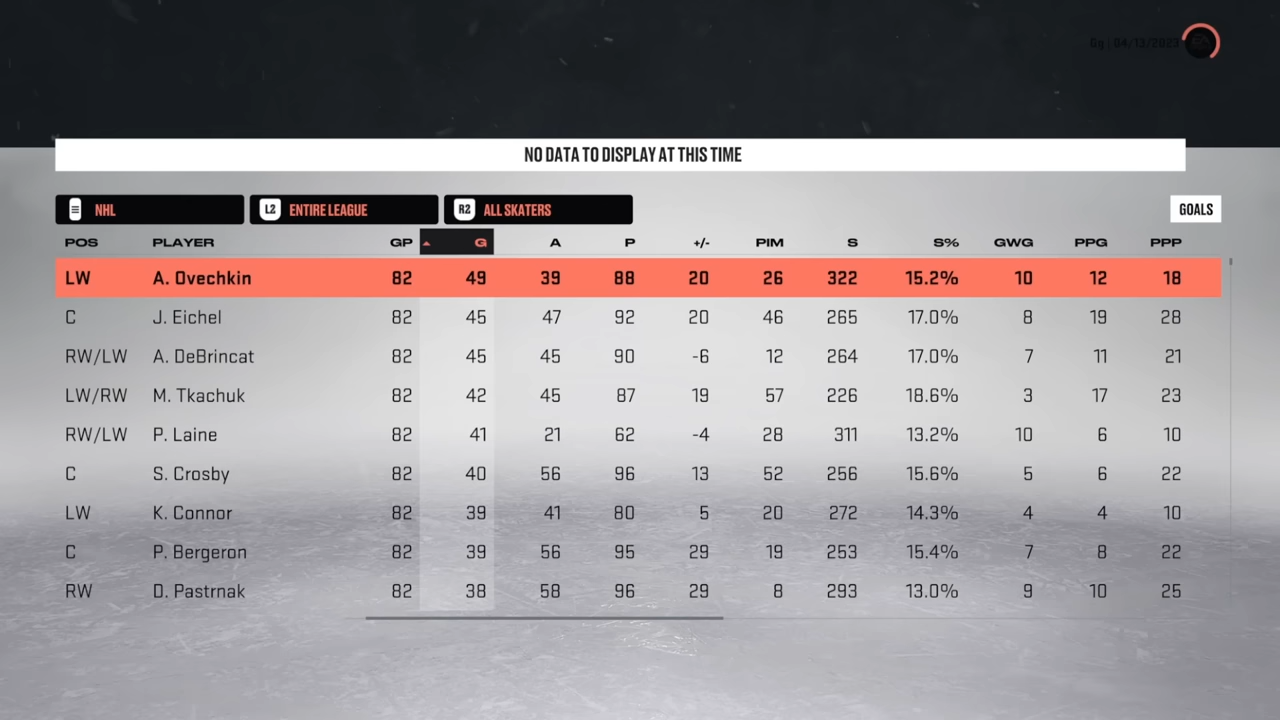 Gg | 04/13/2023
NO DATA TO DISPLAY AT THIS TIME
NHL L2 ENTIRE LEAGUE R2 ALL SKATERS GOALS
POS PLAYER GP G A P +/- PIM S S% GWG PPG PPP
LW A. Ovechkin 82 49 39 88 20 26 322 15.2% 10 12 18
C J. Eichel 82 45 47 92 20 46 265 17.0% 8 19 28
RW/LW A. DeBrincat 82 45 45 90 -6 12 264 17.0% 7 11 21
LW/RW M. Tkachuk 82 42 45 87 19 57 226 18.6% 3 17 23
RW/LW P. Laine 82 41 21 62 -4 28 311 13.2% 10 6 10
C S. Crosby 82 40 56 96 13 52 256 15.6% 5 6 22
LW K. Connor 82 39 41 80 5 20 272 14.3% 4 4 10
C P. Bergeron 82 39 56 95 29 19 253 15.4% 7 8 22
RW D. Pastrnak 82 38 58 96 29 8 293 13.0% 9 10 25